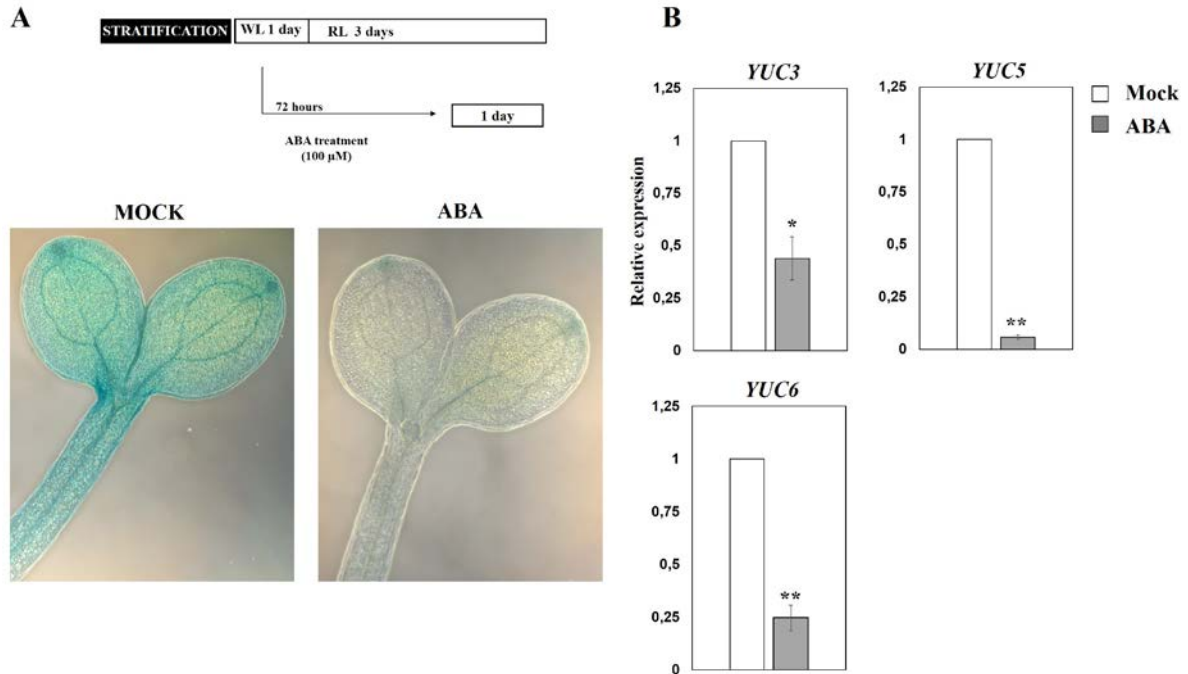 A
STRATIFICATION WL 1 day RL 3 days
72 hours
1 day
ABA treatment
(100 µM)
MOCK ABA
B
YUC3 YUC5
Mock
ABA
Relative expression
1,25
1
0,75
0,5
0,25
0
*
1,25
1
0,75
0,5
0,25
0
**
YUC6
1,25
1
0,75
0,5
0,25
0
**